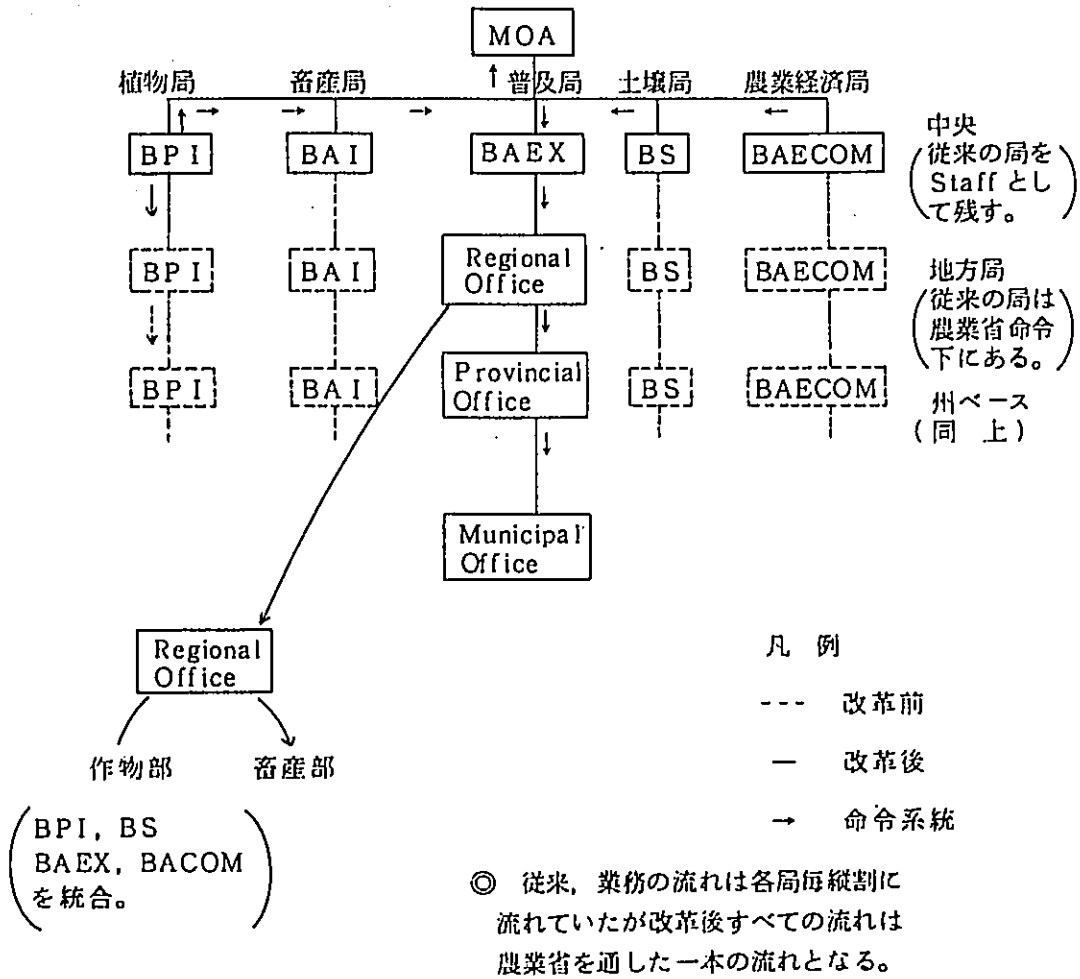 MOA
植物局 畜産局 普及局 土壌局 農業経済局
BPI BAI BAEX BS BAECOM
中央
(従来の局を
Staffとし
て残す。)
BPI BAI Regional Office BS BAECOM
地方局
(従来の局は
農業省命令
下にある。)
BPI BAI Provincial Office BS BAECOM
州ベース
(同 上)
Municipal
Office
Regional
Office
作物部 畜産部
(BPI, BS
BAEX, BACOM
を統合。)
凡 例
--- 改革前
― 改革後
→ 命令系統
◎ 従来,業務の流れは各局毎縦割に
流れていたが改革後すべての流れは
農業省を通した一本の流れとなる。